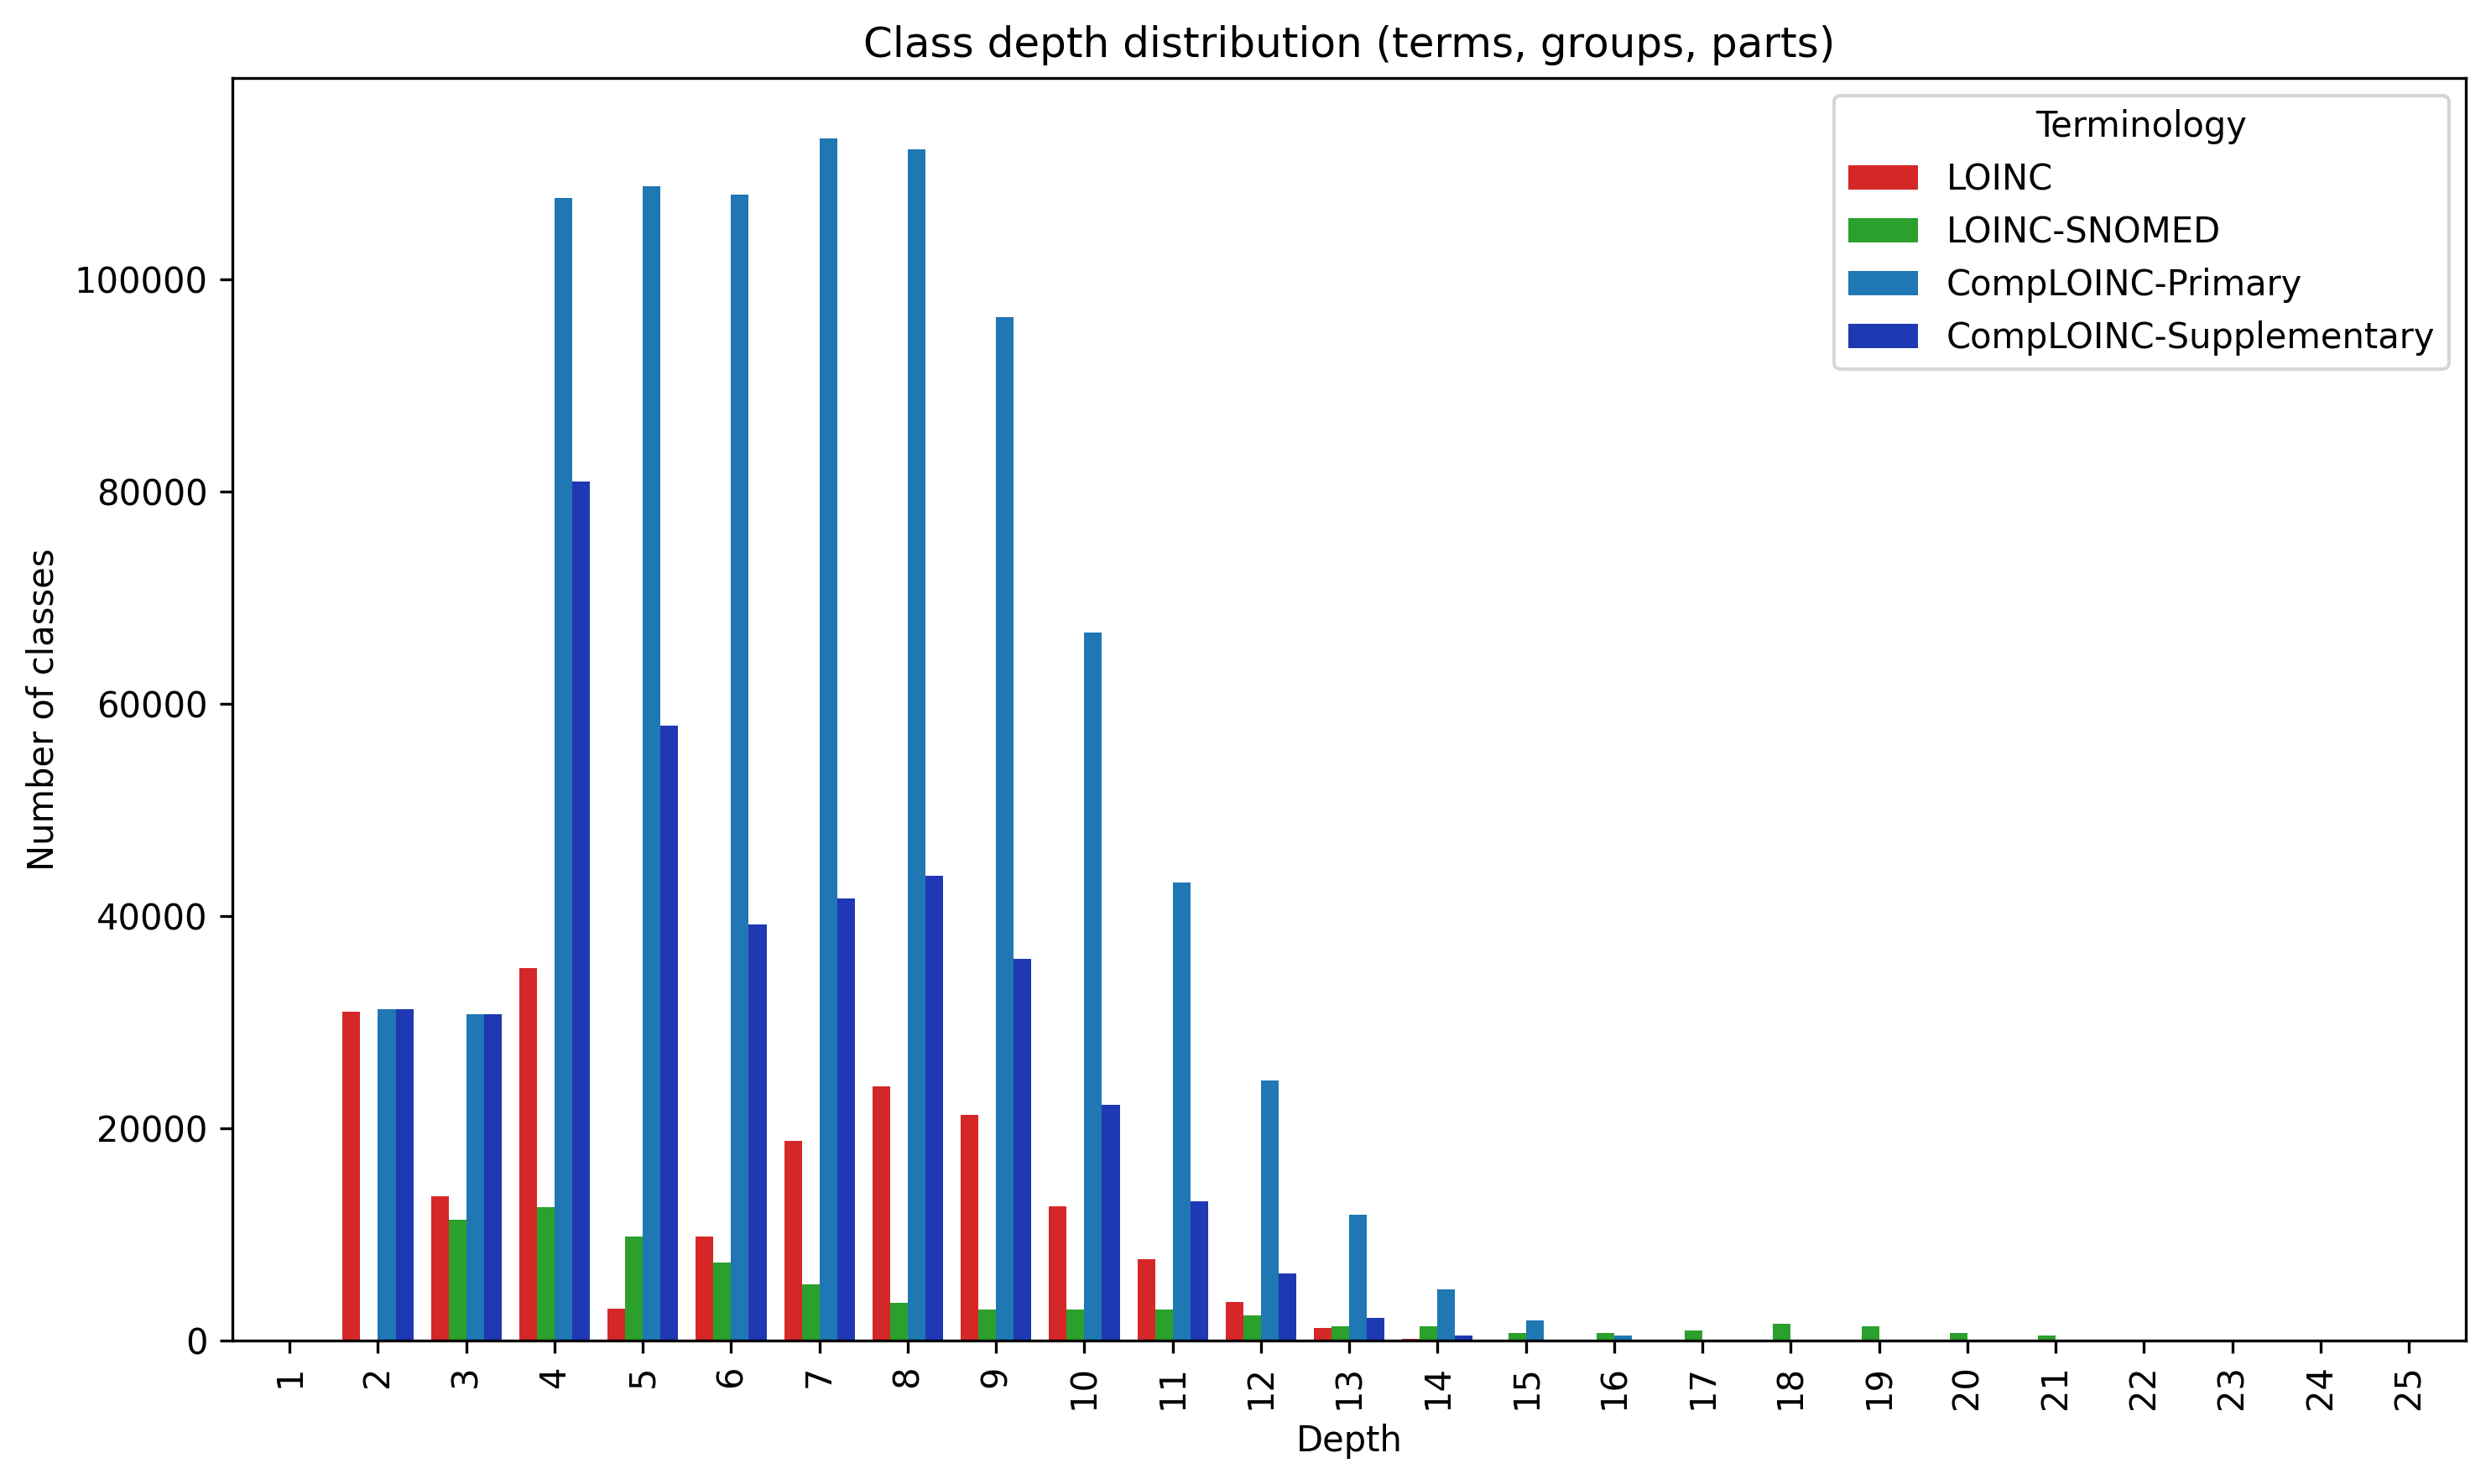 Class depth distribution (terms, groups, parts)
Terminology
LOINC
LOINC-SNOMED
CompLOINC-Primary
CompLOINC-Supplementary
Number of classes
100000
80000
60000
40000
20000
0
1 2 3 4 5 6 7 8 9 10 11 12 13 14 15 16 17 18 19 20 21 22 23 24 25
Depth